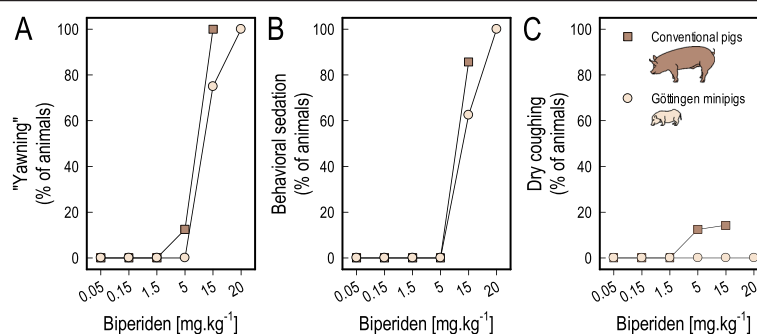 A
"Yawning"
(% of animals)
100
80
60
40
20
0
0.05
0.15
1.5
5
15
20
Biperiden [mg.kg-1]
B
Behavioral sedation
(% of animals)
100
80
60
40
20
0
0.05
0.15
1.5
5
15
20
Biperiden [mg.kg-1]
C
Dry coughing
(% of animals)
100
80
60
40
20
0
0.05
0.15
1.5
5
15
20
Biperiden [mg.kg-1]
Conventional pigs
Göttingen minipigs